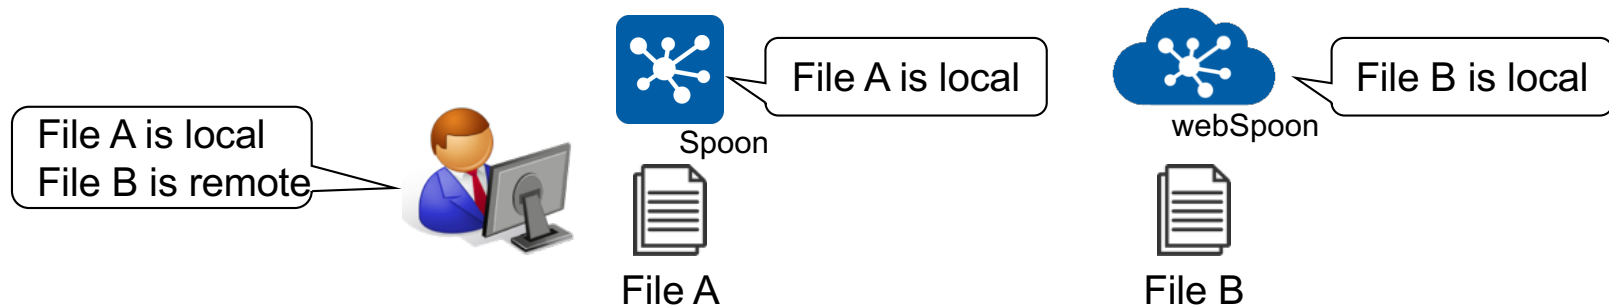 File A is local
File B is remote
Spoon
File A is local
File A
webSpoon
File B is local
File B